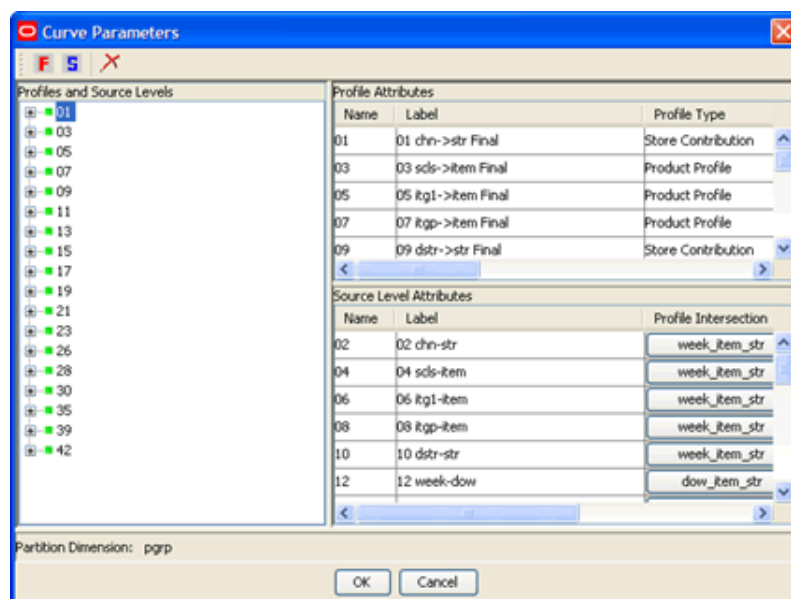 Curve Parameters
F S
Profiles and Source Levels
01
03
05
07
09
11
13
15
17
19
21
23
26
28
30
35
39
42
Profile Attributes
Name Label Profile Type
01 01 chn->str Final Store Contribution
03 03 scls->item Final Product Profile
05 05 itg1->item Final Product Profile
07 07 itgp->item Final Product Profile
09 09 dstr->str Final Store Contribution
Source Level Attributes
Name Label Profile Intersection
02 02 chn-str week_item_str
04 04 scls-item week_item_str
06 06 itg1-item week_item_str
08 08 itgp-item week_item_str
10 10 dstr-str week_item_str
12 12 week-dow dow_item_str
Partition Dimension: pgrp
OK Cancel